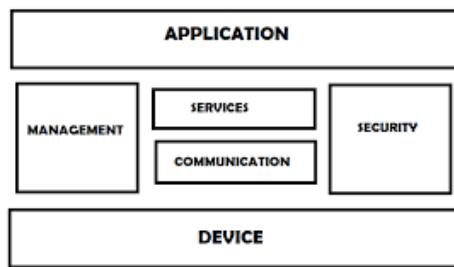 APPLICATION
MANAGEMENT
SERVICES
COMMUNICATION
SECURITY
DEVICE